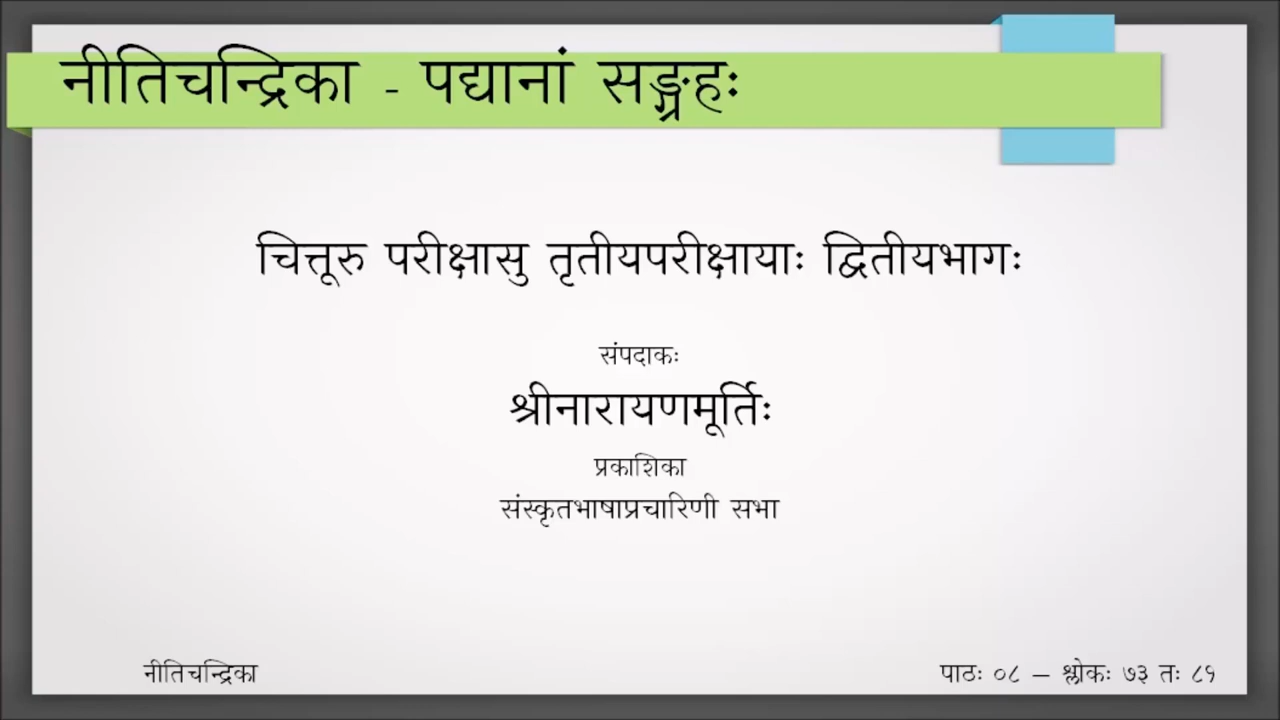 नीतिचन्द्रिका - पद्यानां सङ्ग्रहः
चित्तूरु परीक्षासु तृतीयपरीक्षायाः द्वितीयभागः
संपदाकः
श्रीनारायणमूर्तिः
प्रकाशिका
संस्कृतभाषाप्रचारिणी सभा
नीतिचन्द्रिका
पाठः ०८ – श्लोकः ७३ तः ८१